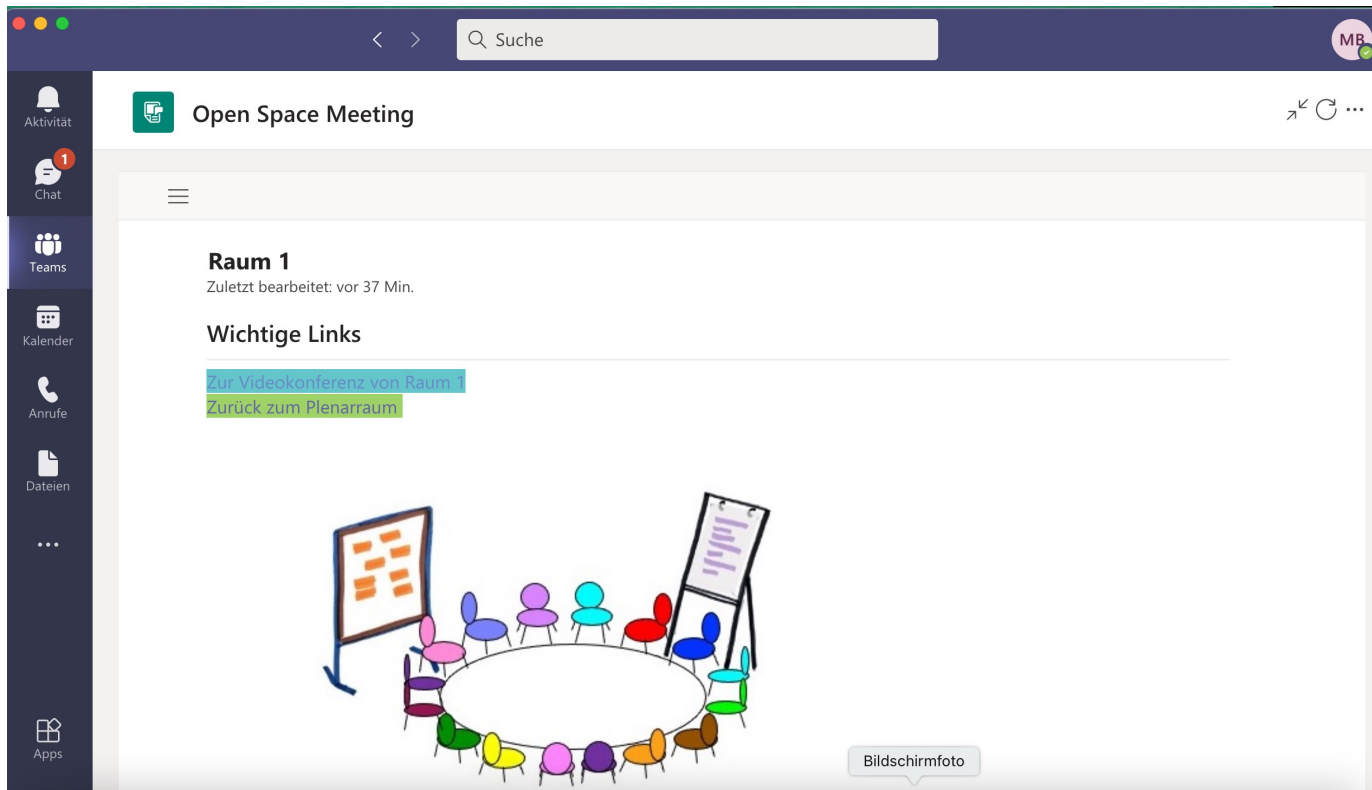 Suche
MB
Aktivität
1
Chat
Teams
Kalender
Anrufe
Dateien
Apps
Open Space Meeting
Raum 1
Zuletzt bearbeitet: vor 37 Min.
Wichtige Links
Zur Videokonferenz von Raum 1
Zurück zum Plenarraum
Bildschirmfoto